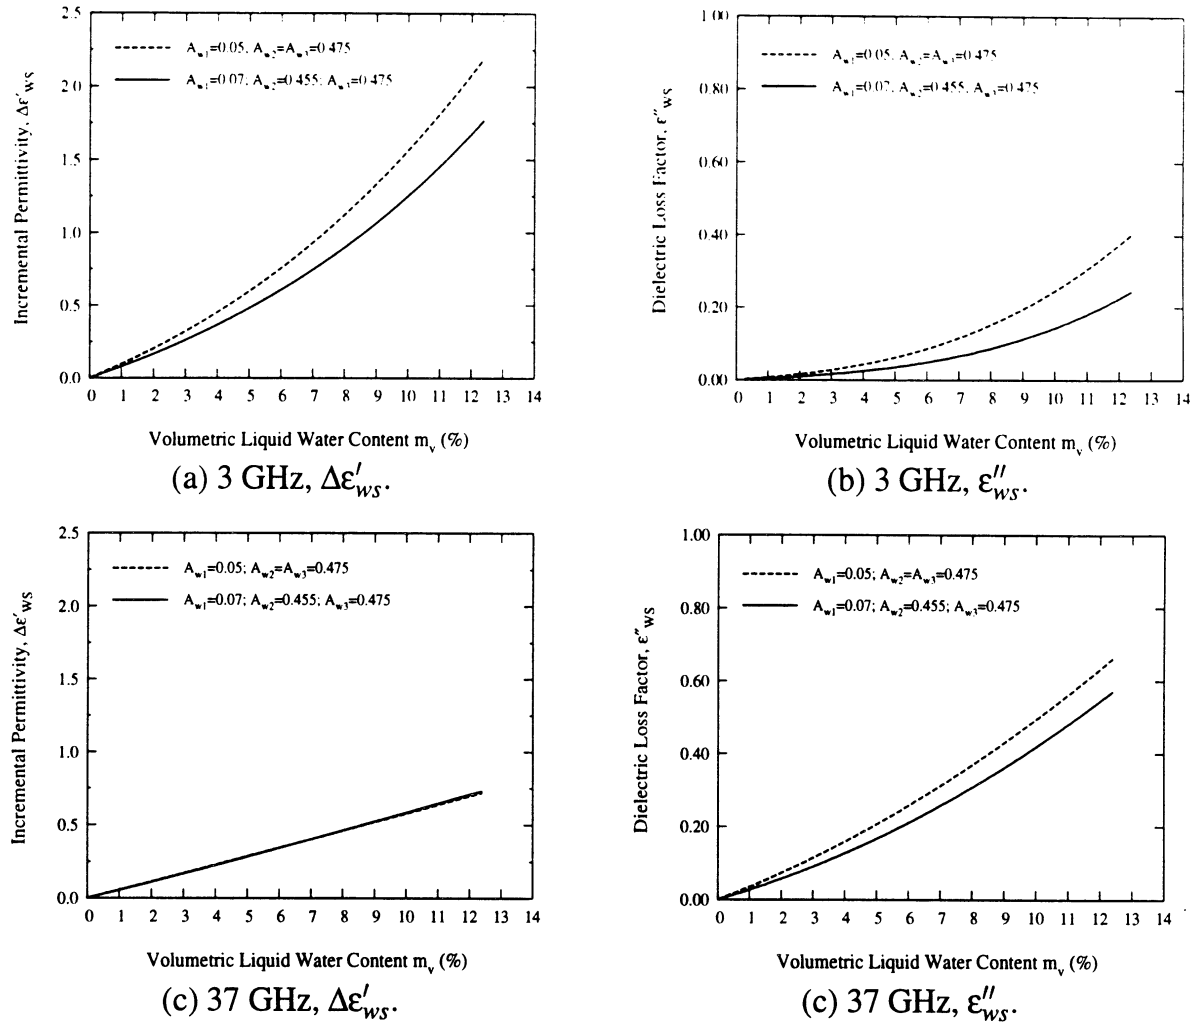 2.5
2.0
1.5
1.0
0.5
0.0
Incremental Permittivity, Δε′WS
Aw1=0.05, Aw2=Aw3=0.475
Aw1=0.07; Aw2=0.455; Aw3=0.475
0 1 2 3 4 5 6 7 8 9 10 11 12 13 14
Volumetric Liquid Water Content mv (%)
(a) 3 GHz, Δε′ws.
1.00
0.80
0.60
0.40
0.20
0.00
Dielectric Loss Factor, ε″WS
Aw1=0.05, Aw2=Aw3=0.475
Aw1=0.07, Aw2=0.455, Aw3=0.475
0 1 2 3 4 5 6 7 8 9 10 11 12 13 14
Volumetric Liquid Water Content mv (%)
(b) 3 GHz, ε″ws.
2.5
2.0
1.5
1.0
0.5
0.0
Incremental Permittivity, Δε′WS
Aw1=0.05; Aw2=Aw3=0.475
Aw1=0.07; Aw2=0.455; Aw3=0.475
0 1 2 3 4 5 6 7 8 9 10 11 12 13 14
Volumetric Liquid Water Content mv (%)
(c) 37 GHz, Δε′ws.
1.00
0.80
0.60
0.40
0.20
0.00
Dielectric Loss Factor, ε″WS
Aw1=0.05; Aw2=Aw3=0.475
Aw1=0.07; Aw2=0.455; Aw3=0.475
0 1 2 3 4 5 6 7 8 9 10 11 12 13 14
Volumetric Liquid Water Content mv (%)
(c) 37 GHz, ε″ws.